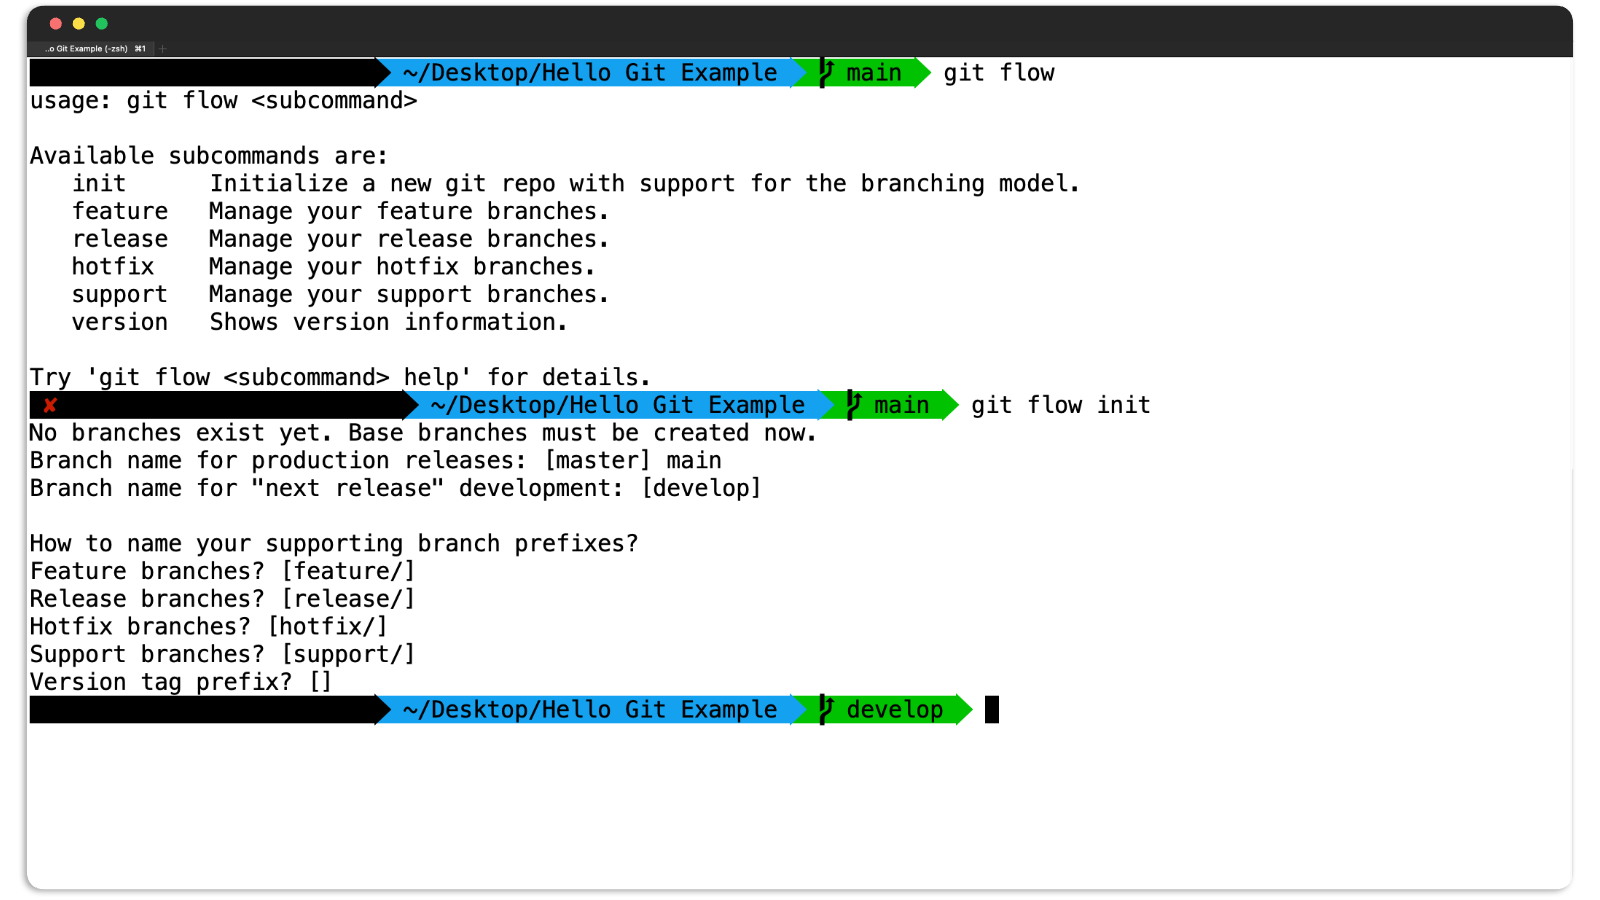 ..o Git Example (-zsh) ⌘1 +
~/Desktop/Hello Git Example main git flow
usage: git flow <subcommand>
Available subcommands are:
init Initialize a new git repo with support for the branching model.
feature Manage your feature branches.
release Manage your release branches.
hotfix Manage your hotfix branches.
support Manage your support branches.
version Shows version information.
Try 'git flow <subcommand> help' for details.
✘ ~/Desktop/Hello Git Example main git flow init
No branches exist yet. Base branches must be created now.
Branch name for production releases: [master] main
Branch name for "next release" development: [develop]
How to name your supporting branch prefixes?
Feature branches? [feature/]
Release branches? [release/]
Hotfix branches? [hotfix/]
Support branches? [support/]
Version tag prefix? []
~/Desktop/Hello Git Example develop